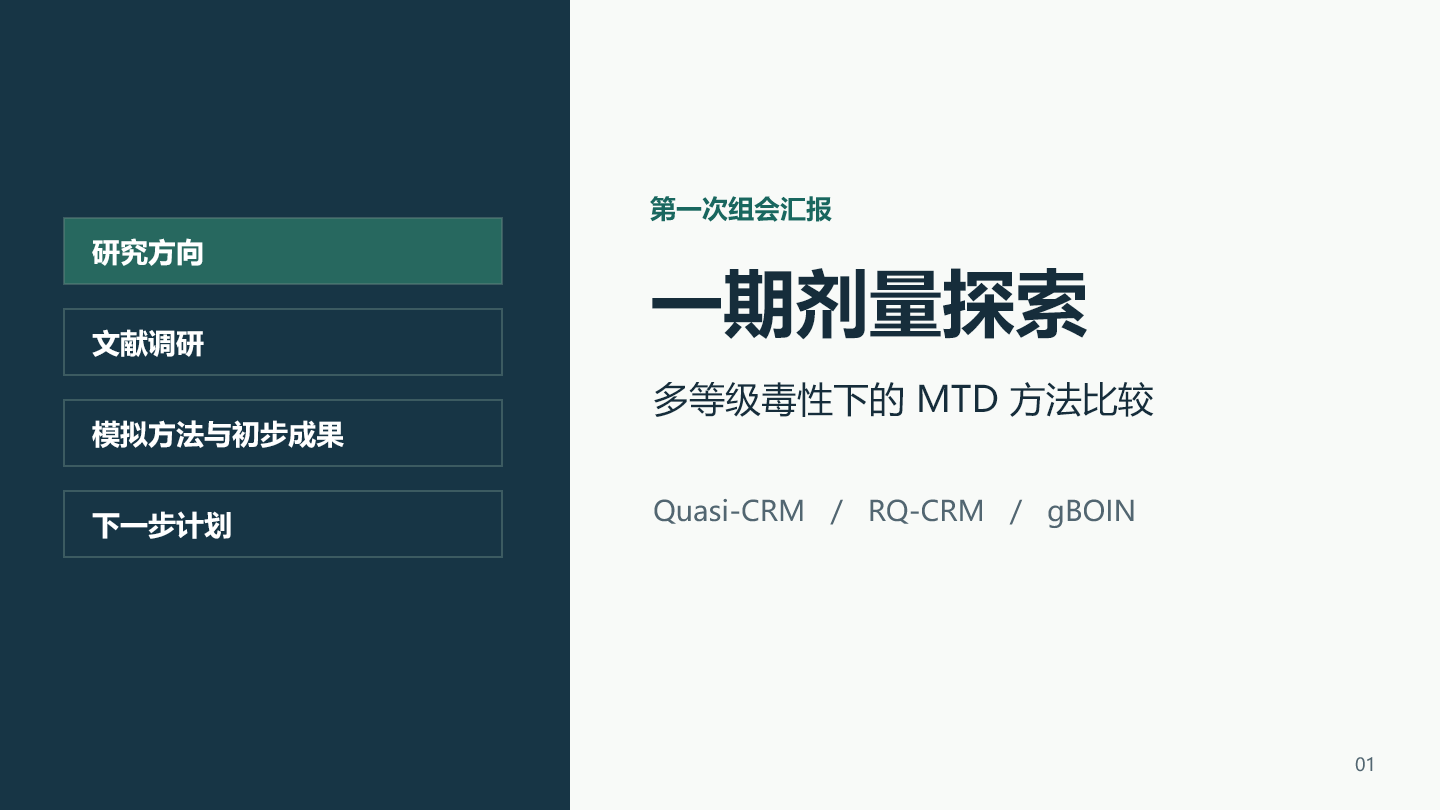 研究方向
文献调研
模拟方法与初步成果
下一步计划
第一次组会汇报
一期剂量探索
多等级毒性下的 MTD 方法比较
Quasi-CRM / RQ-CRM / gBOIN
01